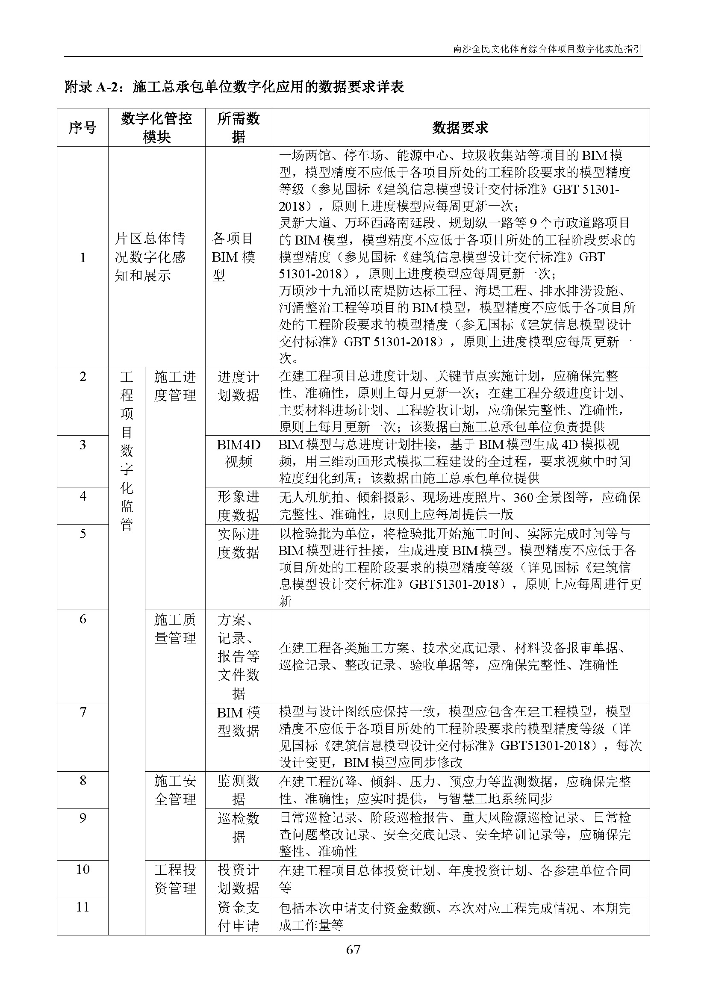 南沙全民文化体育综合体项目数字化实施指引
附录 A-2：施工总承包单位数字化应用的数据要求详表
序号
数字化管控
模块
所需数
据
数据要求
1
片区总体情
况数字化感
知和展示
各项目
BIM 模
型
一场两馆、停车场、能源中心、垃圾收集站等项目的 BIM 模
型，模型精度不应低于各项目所处的工程阶段要求的模型精度
等级（参见国标《建筑信息模型设计交付标准》GBT 51301-
2018），原则上进度模型应每周更新一次；
灵新大道、万环西路南延段、规划纵一路等 9 个市政道路项目
的 BIM 模型，模型精度不应低于各项目所处的工程阶段要求的
模型精度（参见国标《建筑信息模型设计交付标准》GBT
51301-2018），原则上进度模型应每周更新一次；
万顷沙十九涌以南堤防达标工程、海堤工程、排水排涝设施、
河涌整治工程等项目的 BIM 模型，模型精度不应低于各项目所
处的工程阶段要求的模型精度（参见国标《建筑信息模型设计
交付标准》GBT 51301-2018），原则上进度模型应每周更新一
次。
2
工
程
项
目
数
字
化
监
管
施工进
度管理
进度计
划数据
在建工程项目总进度计划、关键节点实施计划，应确保完整
性、准确性，原则上每月更新一次；在建工程分级进度计划、
主要材料进场计划、工程验收计划，应确保完整性、准确性，
原则上每月更新一次；该数据由施工总承包单位负责提供
3
BIM4D
视频
BIM 模型与总进度计划挂接，基于 BIM 模型生成 4D 模拟视
频，用三维动画形式模拟工程建设的全过程，要求视频中时间
粒度细化到周；该数据由施工总承包单位提供
4
形象进
度数据
无人机航拍、倾斜摄影、现场进度照片、360 全景图等，应确保
完整性、准确性，原则上应每周提供一版
5
实际进
度数据
以检验批为单位，将检验批开始施工时间、实际完成时间等与
BIM 模型进行挂接，生成进度 BIM 模型。模型精度不应低于各
项目所处的工程阶段要求的模型精度等级（详见国标《建筑信
息模型设计交付标准》GBT51301-2018），原则上应每周进行更
新
6
施工质
量管理
方案、
记录、
报告等
文件数
据
在建工程各类施工方案、技术交底记录、材料设备报审单据、
巡检记录、整改记录、验收单据等，应确保完整性、准确性
7
BIM 模
型数据
模型与设计图纸应保持一致，模型应包含在建工程模型，模型
精度不应低于各项目所处的工程阶段要求的模型精度等级（详
见国标《建筑信息模型设计交付标准》GBT51301-2018），每次
设计变更，BIM 模型应同步修改
8
施工安
全管理
监测数
据
在建工程沉降、倾斜、压力、预应力等监测数据，应确保完整
性、准确性；应实时提供，与智慧工地系统同步
9
巡检数
据
日常巡检记录、阶段巡检报告、重大风险源巡检记录、日常检
查问题整改记录、安全交底记录、安全培训记录等，应确保完
整性、准确性
10
工程投
资管理
投资计
划数据
在建工程项目总体投资计划、年度投资计划、各参建单位合同
等
11
资金支
付申请
包括本次申请支付资金数额、本次对应工程完成情况、本期完
成工作量等
67